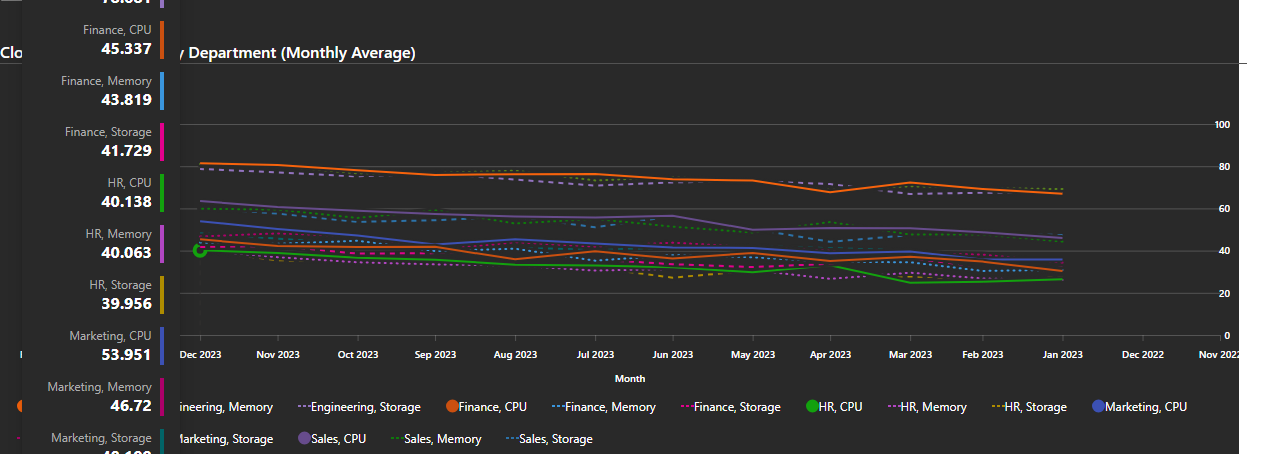 Finance, CPU
45.337
Clo
y Department (Monthly Average)
Finance, Memory
43.819
Finance, Storage
41.729
HR, CPU
40.138
HR, Memory
40.063
HR, Storage
39.956
Marketing, CPU
53.951
Marketing, Memory
46.72
Marketing, Storage
100
80
60
40
20
0
Dec 2023 Nov 2023 Oct 2023 Sep 2023 Aug 2023 Jul 2023 Jun 2023 May 2023 Apr 2023 Mar 2023 Feb 2023 Jan 2023 Dec 2022 Nov 2022
Month
ineering, Memory Engineering, Storage Finance, CPU Finance, Memory Finance, Storage HR, CPU HR, Memory HR, Storage Marketing, CPU
Marketing, Storage Sales, CPU Sales, Memory Sales, Storage